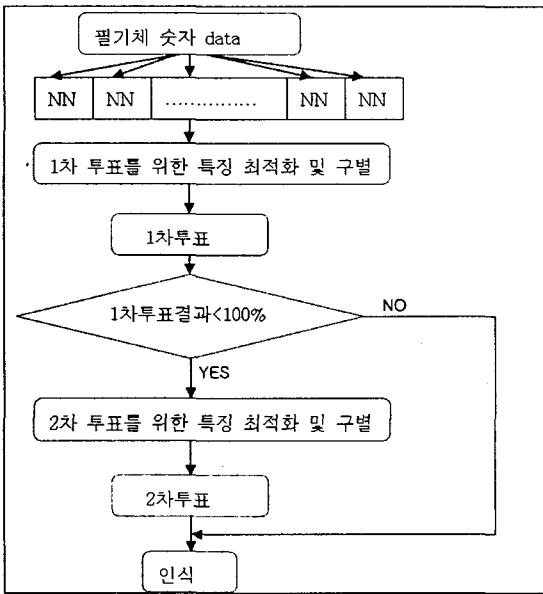 필기체 숫자 data
NN NN ............... NN NN
1차 투표를 위한 특징 최적화 및 구별
1차투표
1차투표결과<100%
NO
YES
2차 투표를 위한 특징 최적화 및 구별
2차투표
인식